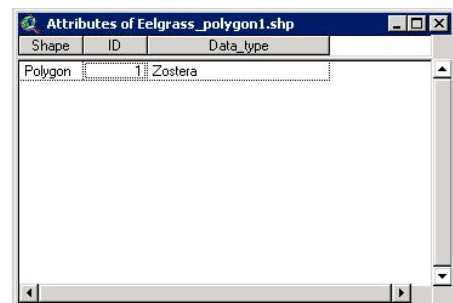 Attributes of Eelgrass_polygon1.shp
Shape ID Data_type
Polygon 1 Zostera